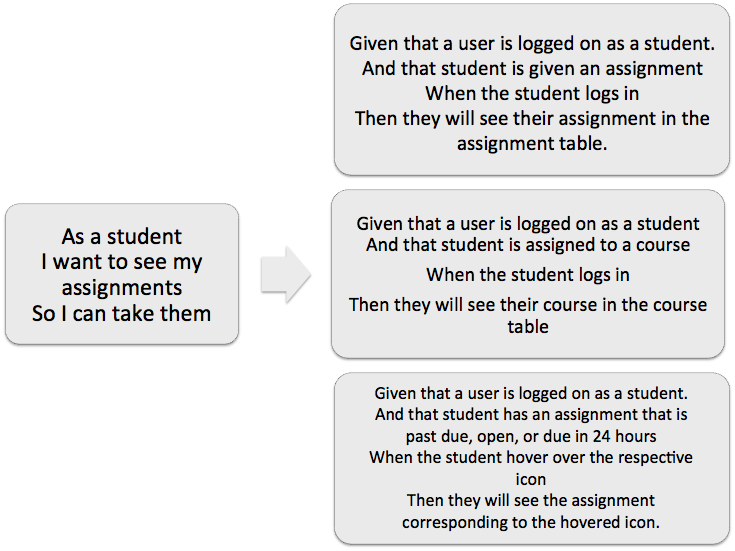 As a student
I want to see my
assignments
So I can take them
Given that a user is logged on as a student.
And that student is given an assignment
When the student logs in
Then they will see their assignment in the
assignment table.
Given that a user is logged on as a student
And that student is assigned to a course
When the student logs in
Then they will see their course in the course
table
Given that a user is logged on as a student.
And that student has an assignment that is
past due, open, or due in 24 hours
When the student hover over the respective
icon
Then they will see the assignment
corresponding to the hovered icon.